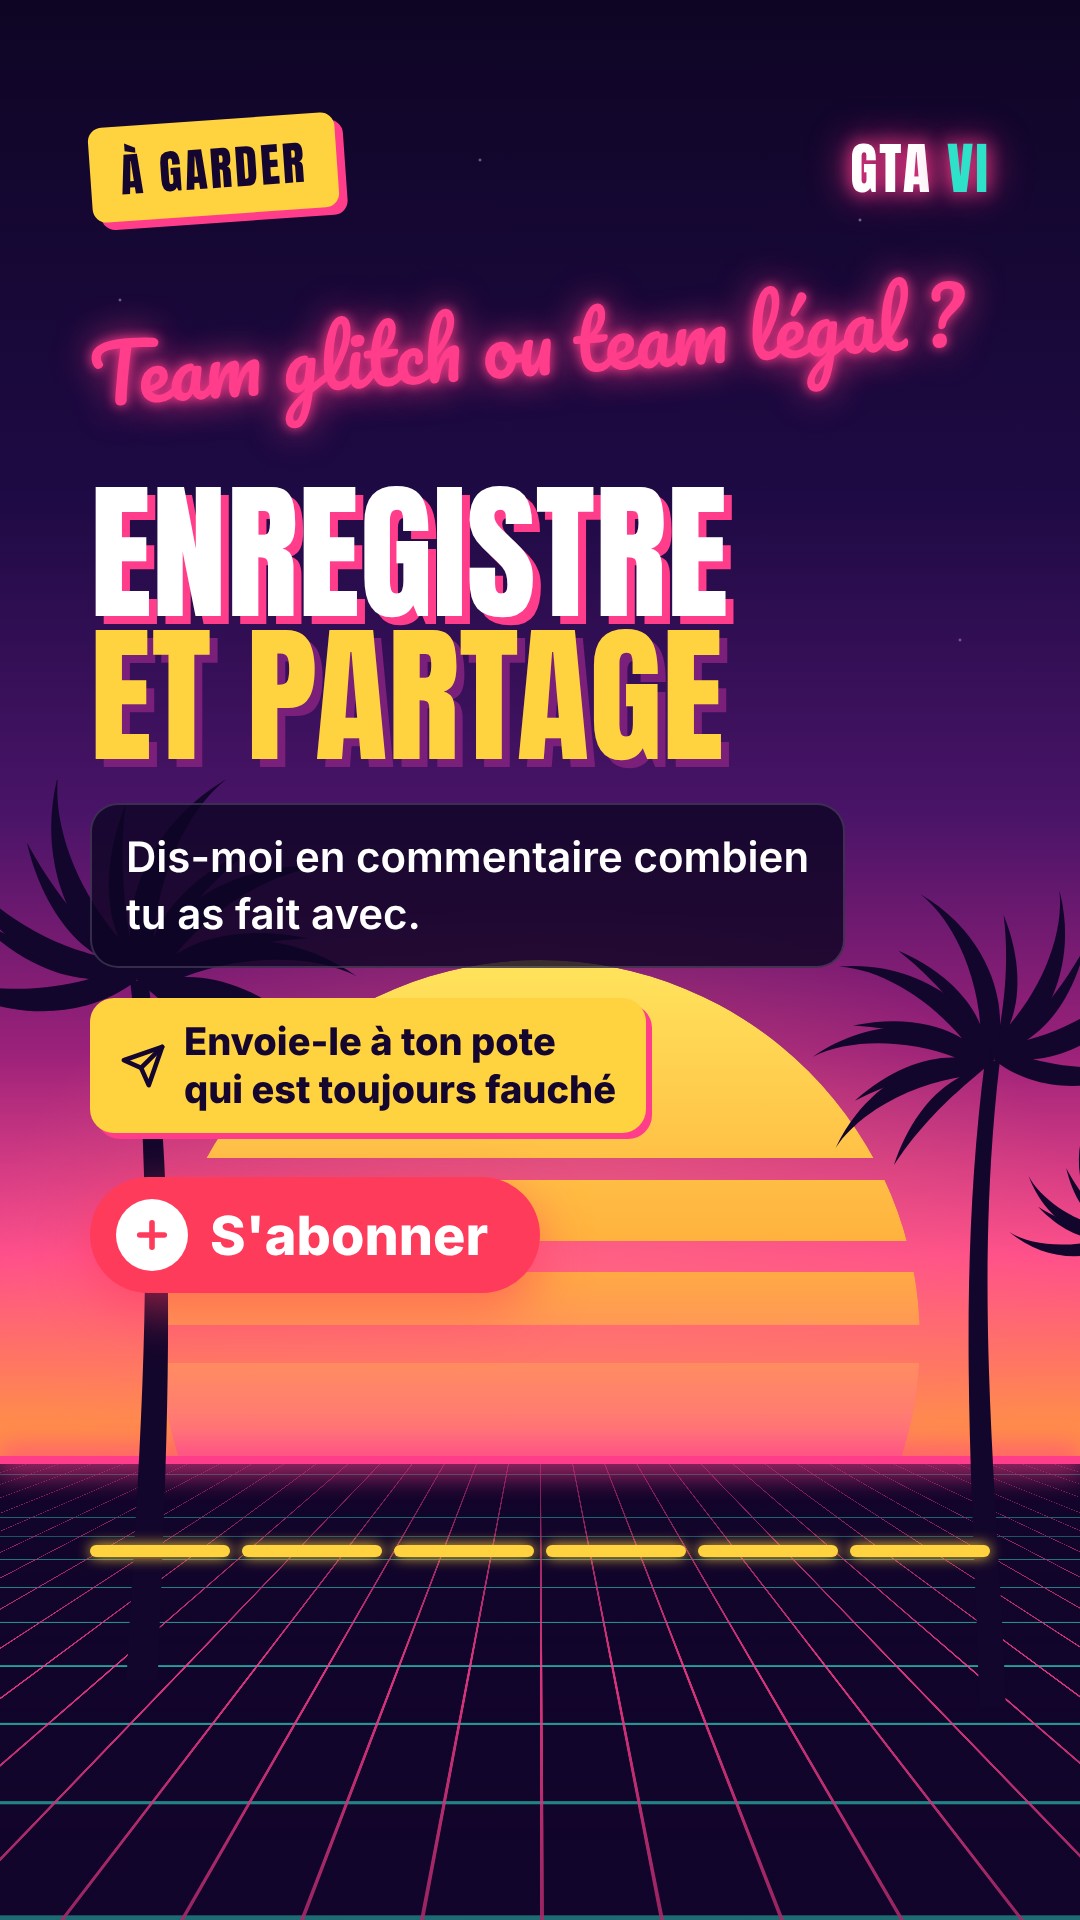 À GARDER
GTA VI
Team glitch ou team légal ?
ENREGISTRE
ET PARTAGE
Dis-moi en commentaire combien
tu as fait avec.
Envoie-le à ton pote
qui est toujours fauché
S'abonner